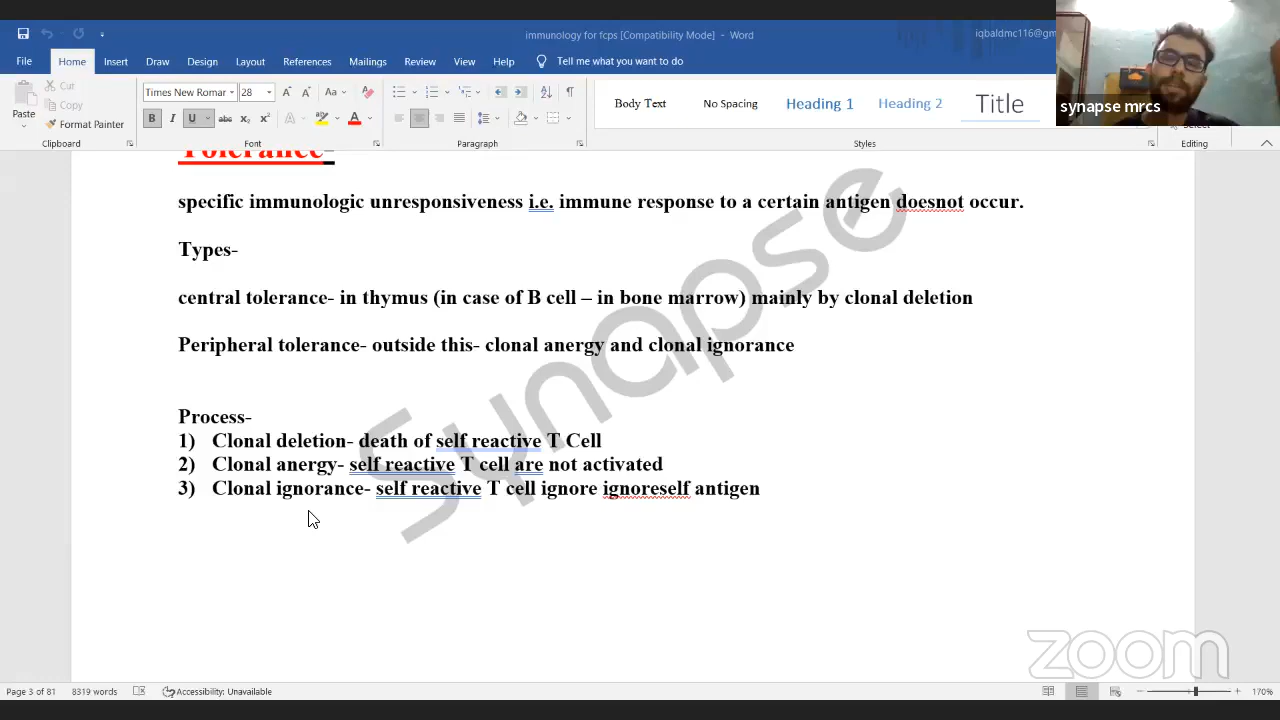 immunology for fcps [Compatibility Mode] - Word
iqbaldmc116@gm
File Home Insert Draw Design Layout References Mailings Review View Help Tell me what you want to do
Paste
Cut
Copy
Format Painter
Clipboard
Times New Romar 28
Font
Paragraph
Body Text No Spacing Heading 1 Heading 2 Title
Styles
Select
Editing
synapse mrcs
Tolerance-
specific immunologic unresponsiveness i.e. immune response to a certain antigen doesnot occur.
Types-
central tolerance- in thymus (in case of B cell – in bone marrow) mainly by clonal deletion
Peripheral tolerance- outside this- clonal anergy and clonal ignorance
Process-
1) Clonal deletion- death of self reactive T Cell
2) Clonal anergy- self reactive T cell are not activated
3) Clonal ignorance- self reactive T cell ignore ignoreself antigen
Synapse
zoom
Page 3 of 81 8319 words Accessibility: Unavailable 170%